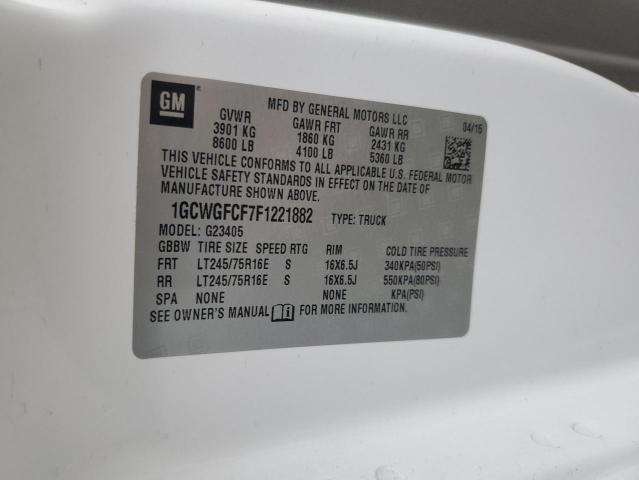 GM
MFD BY GENERAL MOTORS LLC
04/15
GVWR GAWR FRT GAWR RR
3901 KG 1860 KG 2431 KG
8600 LB 4100 LB 5360 LB
THIS VEHICLE CONFORMS TO ALL APPLICABLE U.S. FEDERAL MOTOR
VEHICLE SAFETY STANDARDS IN EFFECT ON THE DATE OF
MANUFACTURE SHOWN ABOVE.
1GCWGFCF7F1221882 TYPE: TRUCK
MODEL: G23405
GBBW TIRE SIZE SPEED RTG RIM COLD TIRE PRESSURE
FRT LT245/75R16E S 16X6.5J 340KPA(50PSI)
RR LT245/75R16E S 16X6.5J 550KPA(80PSI)
SPA NONE NONE KPA(PSI)
SEE OWNER'S MANUAL FOR MORE INFORMATION.